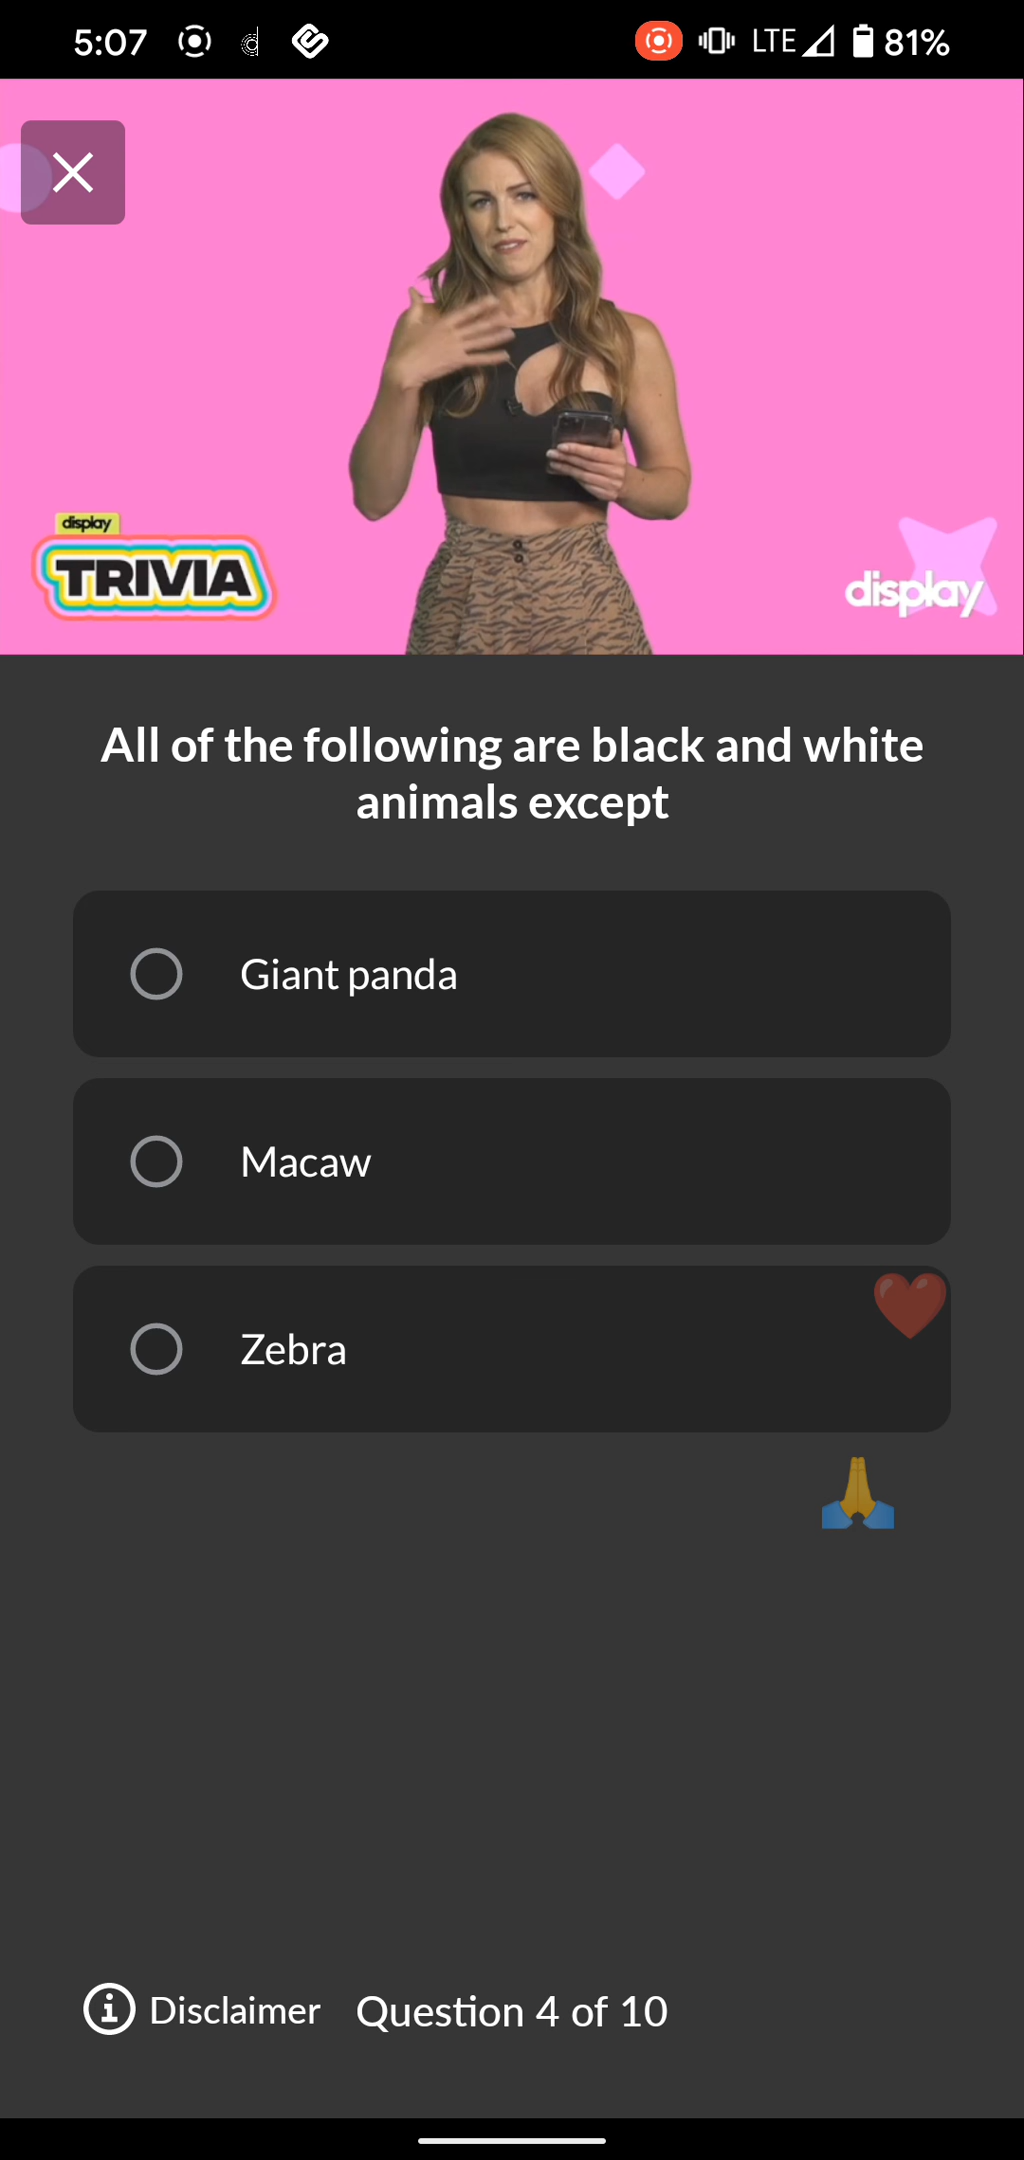 5:07
LTE
81%
display
TRIVIA
display
All of the following are black and white
animals except
Giant panda
Macaw
Zebra
Disclaimer
Question 4 of 10